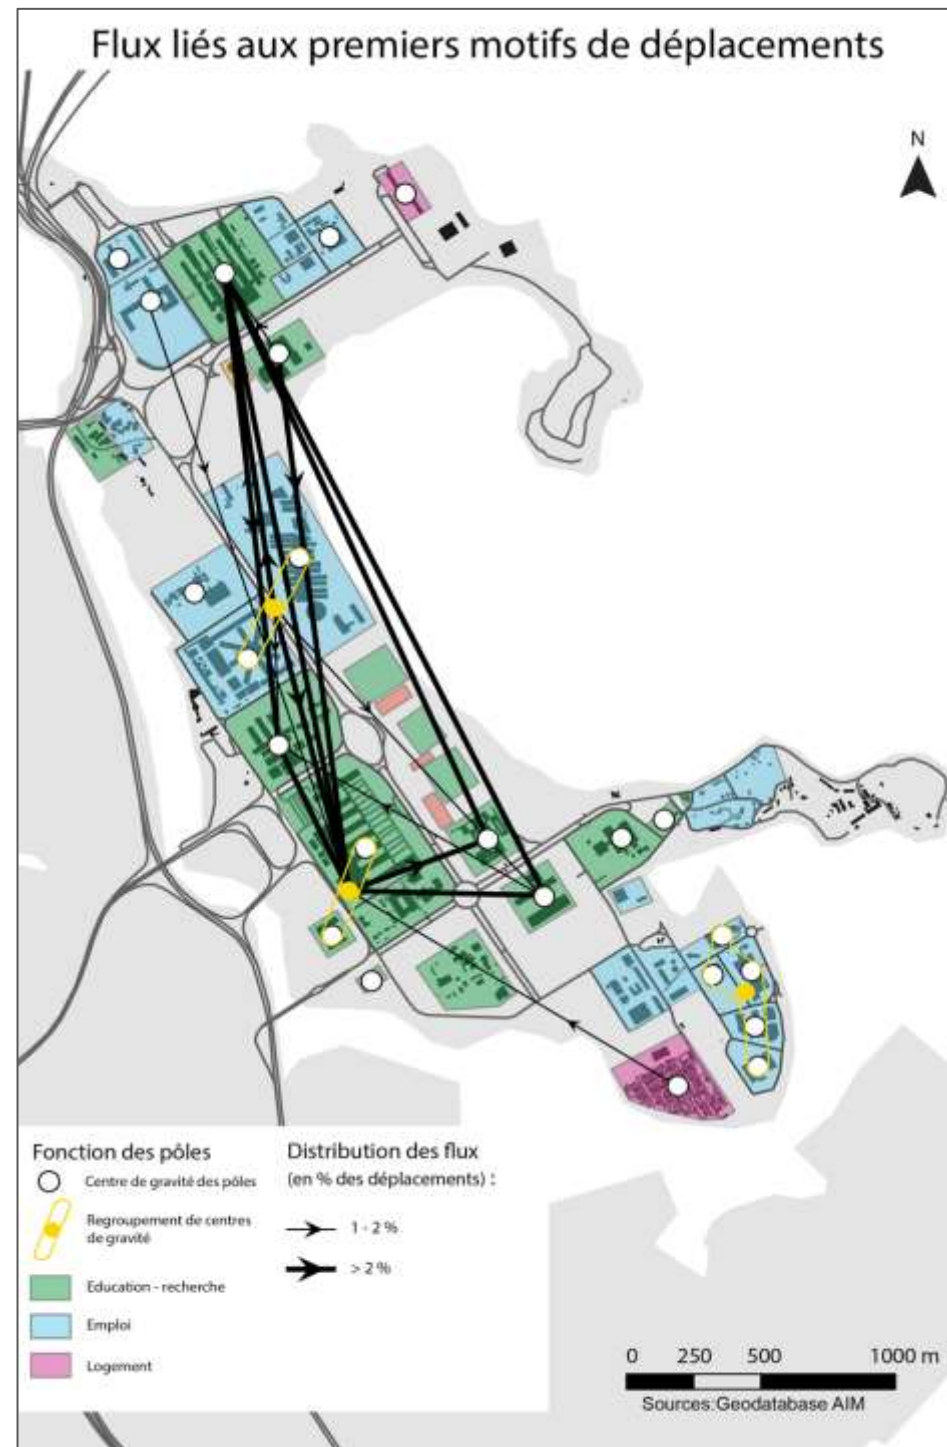 Flux liés aux premiers motifs de déplacements
N
Fonction des pôles
Centre de gravité des pôles
Regroupement de centres
de gravité
Education - recherche
Emploi
Logement
Distribution des flux
(en % des déplacements) :
1 - 2 %
> 2 %
0 250 500 1000 m
Sources:Geodatabase AIM